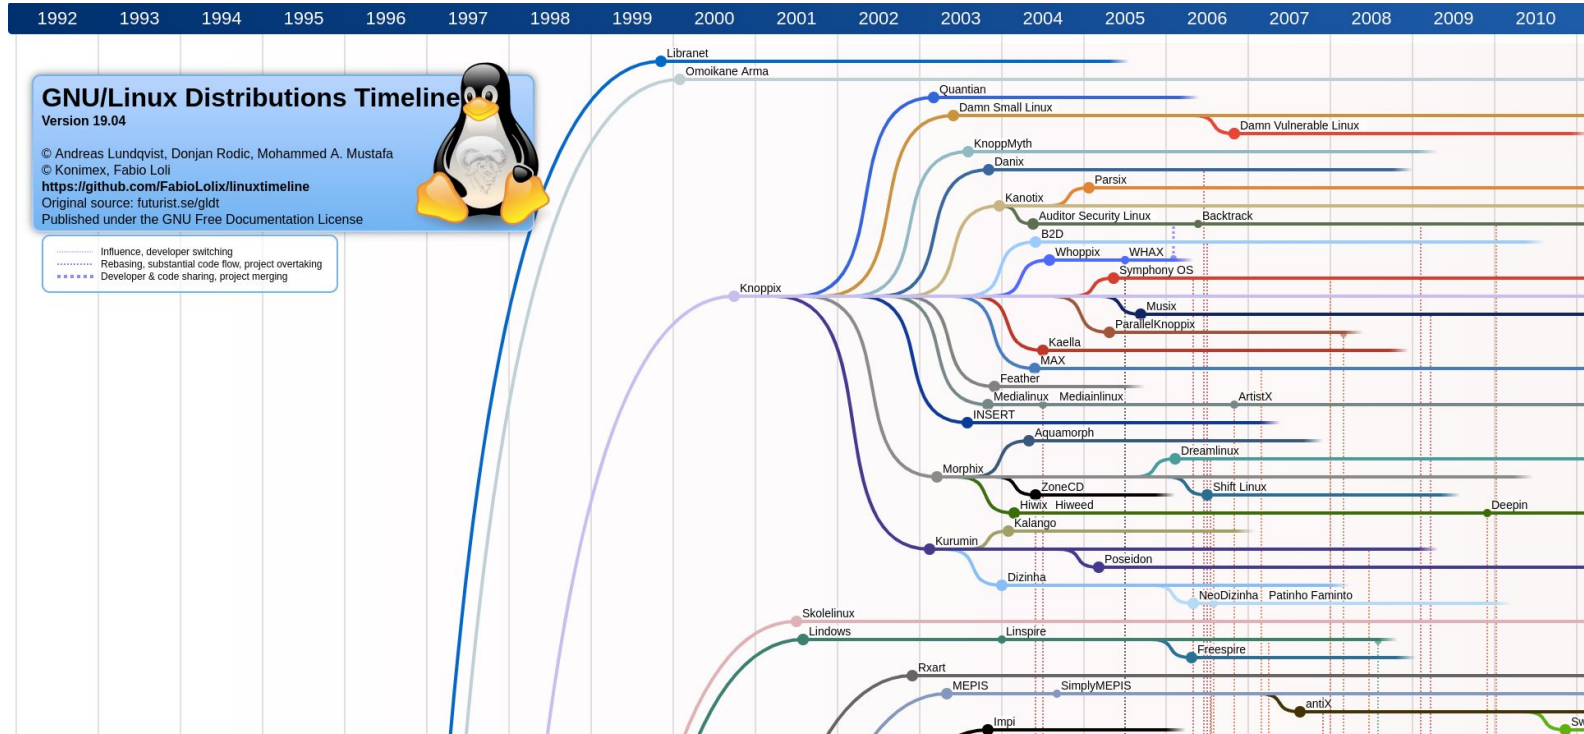 1992 1993 1994 1995 1996 1997 1998 1999 2000 2001 2002 2003 2004 2005 2006 2007 2008 2009 2010
GNU/Linux Distributions Timeline
Version 19.04
© Andreas Lundqvist, Donjan Rodic, Mohammed A. Mustafa
© Konimex, Fabio Loli
https://github.com/FabioLolix/linuxtimeline
Original source: futurist.se/gldt
Published under the GNU Free Documentation License
Influence, developer switching
Rebasing, substantial code flow, project overtaking
Developer & code sharing, project merging
Libranet
Omoikane Arma
Quantian
Damn Small Linux
Damn Vulnerable Linux
KnoppMyth
Danix
Parsix
Kanotix
Auditor Security Linux Backtrack
B2D
Whoppix WHAX
Symphony OS
Knoppix
Musix
ParallelKnoppix
Kaella
MAX
Feather
Medialinux Mediainlinux ArtistX
INSERT
Aquamorph
Dreamlinux
Morphix
ZoneCD Shift Linux
Hiwix Hiweed Deepin
Kalango
Kurumin
Poseidon
Dizinha
NeoDizinha Patinho Faminto
Skolelinux
Lindows Linspire
Freespire
Rxart
MEPIS SimplyMEPIS
antiX
Impi Sw